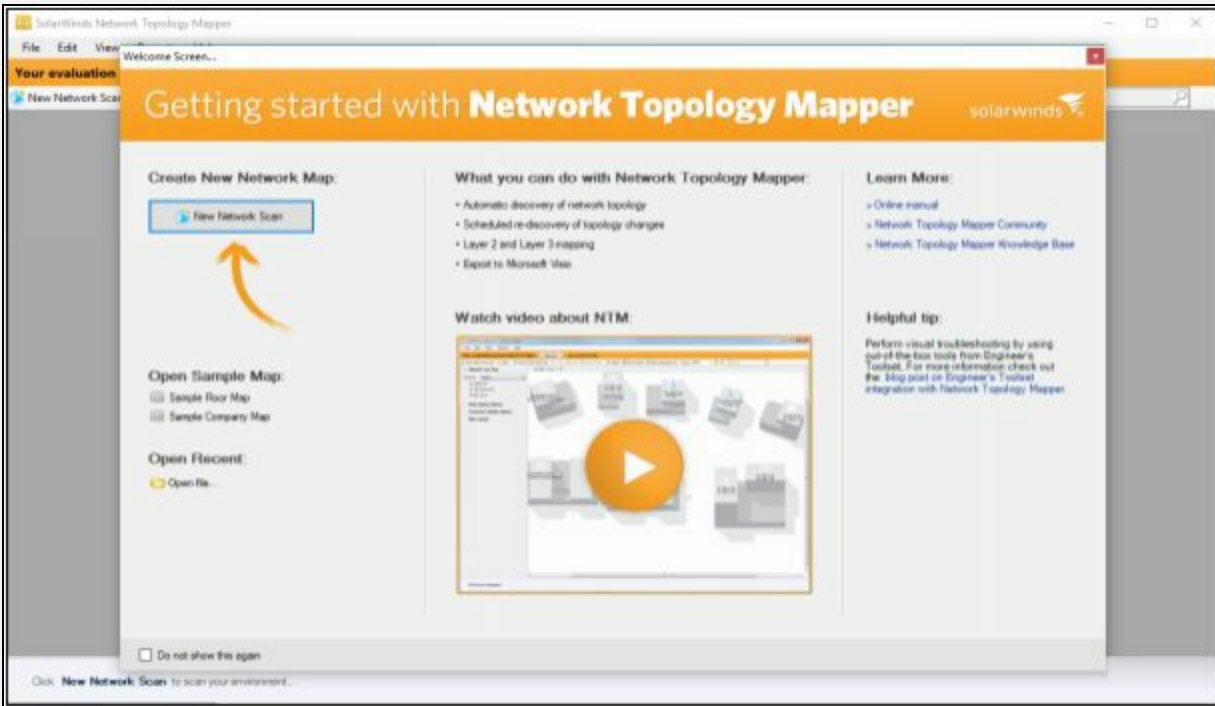 SolarWinds Network Topology Mapper
File Edit View
Welcome Screen...
Your evaluation
New Network Scan
Getting started with Network Topology Mapper
solarwinds
Create New Network Map:
New Network Scan
Open Sample Map:
Sample Floor Map
Sample Company Map
Open Recent:
Open file...
What you can do with Network Topology Mapper:
• Automatic discovery of network topology
• Scheduled re-discovery of topology changes
• Layer 2 and Layer 3 mapping
• Export to Microsoft Visio
Watch video about NTM:
Learn More:
» Online manual
» Network Topology Mapper Community
» Network Topology Mapper Knowledge Base
Helpful tip:
Perform visual troubleshooting by using
out-of-the-box tools from Engineer's
Toolset. For more information check out
the blog post on Engineer's Toolset
integration with Network Topology Mapper.
Do not show this again
Click New Network Scan to scan your environment...